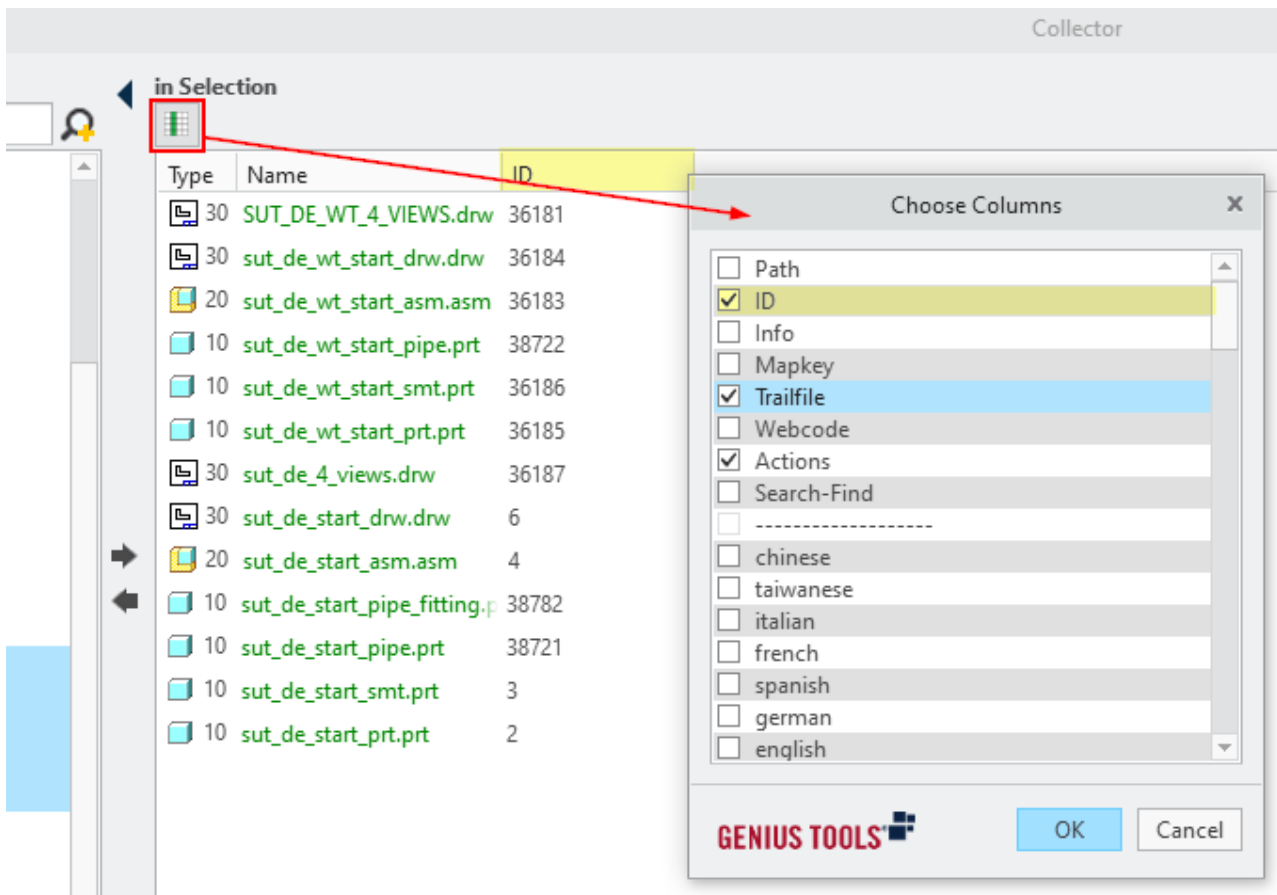 Collector
in Selection
Type Name ID
30 SUT_DE_WT_4_VIEWS.drw 36181
30 sut_de_wt_start_drw.drw 36184
20 sut_de_wt_start_asm.asm 36183
10 sut_de_wt_start_pipe.prt 38722
10 sut_de_wt_start_smt.prt 36186
10 sut_de_wt_start_prt.prt 36185
30 sut_de_4_views.drw 36187
30 sut_de_start_drw.drw 6
20 sut_de_start_asm.asm 4
10 sut_de_start_pipe_fitting.p 38782
10 sut_de_start_pipe.prt 38721
10 sut_de_start_smt.prt 3
10 sut_de_start_prt.prt 2
Choose Columns
Path
ID
Info
Mapkey
Trailfile
Webcode
Actions
Search-Find
-------------------
chinese
taiwanese
italian
french
spanish
german
english
GENIUS TOOLS
OK Cancel